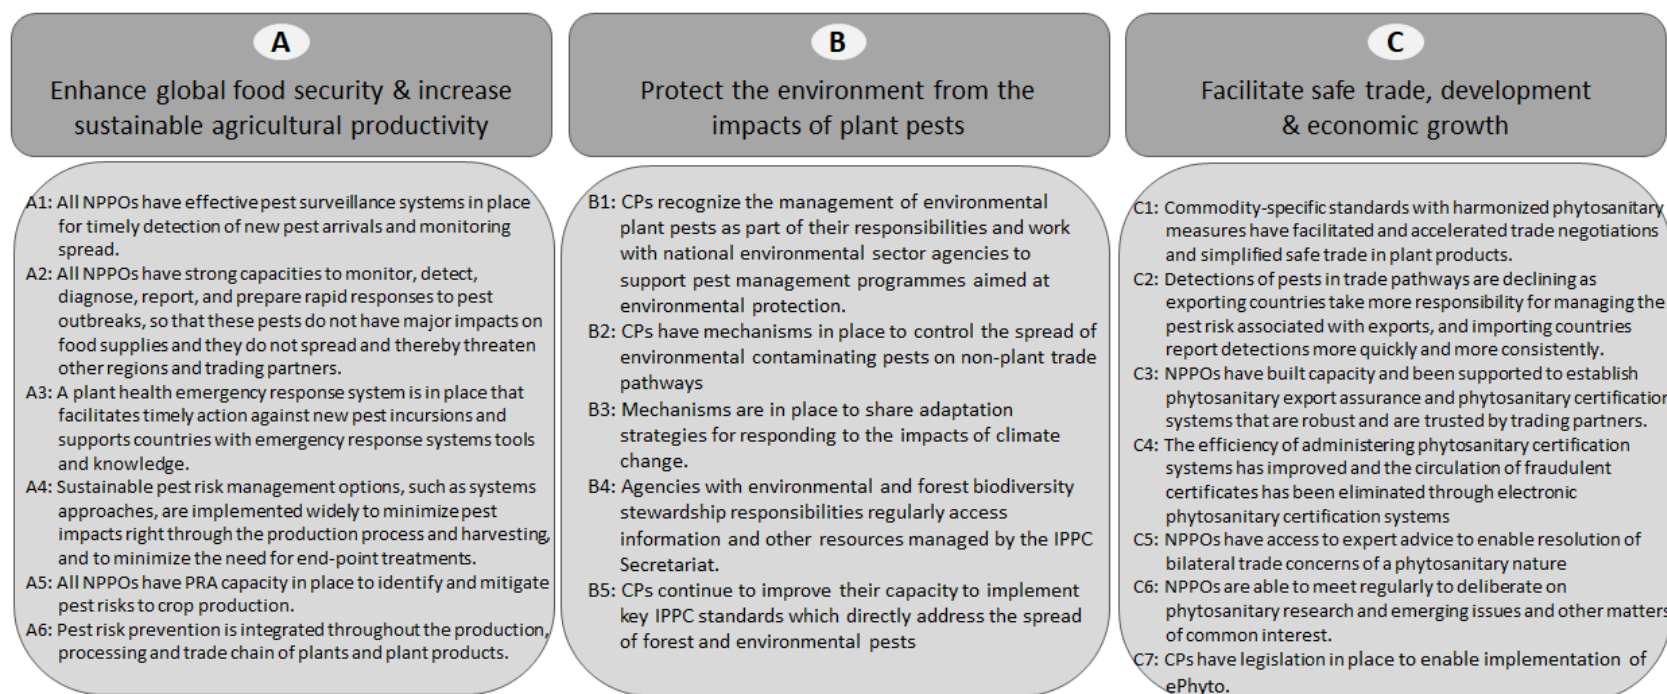 A
Enhance global food security & increase
sustainable agricultural productivity
A1: All NPPOs have effective pest surveillance systems in place
for timely detection of new pest arrivals and monitoring
spread.
A2: All NPPOs have strong capacities to monitor, detect,
diagnose, report, and prepare rapid responses to pest
outbreaks, so that these pests do not have major impacts on
food supplies and they do not spread and thereby threaten
other regions and trading partners.
A3: A plant health emergency response system is in place that
facilitates timely action against new pest incursions and
supports countries with emergency response systems tools
and knowledge.
A4: Sustainable pest risk management options, such as systems
approaches, are implemented widely to minimize pest
impacts right through the production process and harvesting,
and to minimize the need for end-point treatments.
A5: All NPPOs have PRA capacity in place to identify and mitigate
pest risks to crop production.
A6: Pest risk prevention is integrated throughout the production,
processing and trade chain of plants and plant products.
B
Protect the environment from the
impacts of plant pests
B1: CPs recognize the management of environmental
plant pests as part of their responsibilities and work
with national environmental sector agencies to
support pest management programmes aimed at
environmental protection.
B2: CPs have mechanisms in place to control the spread of
environmental contaminating pests on non-plant trade
pathways
B3: Mechanisms are in place to share adaptation
strategies for responding to the impacts of climate
change.
B4: Agencies with environmental and forest biodiversity
stewardship responsibilities regularly access
information and other resources managed by the IPPC
Secretariat.
B5: CPs continue to improve their capacity to implement
key IPPC standards which directly address the spread
of forest and environmental pests
C
Facilitate safe trade, development
& economic growth
C1: Commodity-specific standards with harmonized phytosanitary
measures have facilitated and accelerated trade negotiations
and simplified safe trade in plant products.
C2: Detections of pests in trade pathways are declining as
exporting countries take more responsibility for managing the
pest risk associated with exports, and importing countries
report detections more quickly and more consistently.
C3: NPPOs have built capacity and been supported to establish
phytosanitary export assurance and phytosanitary certification
systems that are robust and are trusted by trading partners.
C4: The efficiency of administering phytosanitary certification
systems has improved and the circulation of fraudulent
certificates has been eliminated through electronic
phytosanitary certification systems
C5: NPPOs have access to expert advice to enable resolution of
bilateral trade concerns of a phytosanitary nature
C6: NPPOs are able to meet regularly to deliberate on
phytosanitary research and emerging issues and other matters
of common interest.
C7: CPs have legislation in place to enable implementation of
ePhyto.